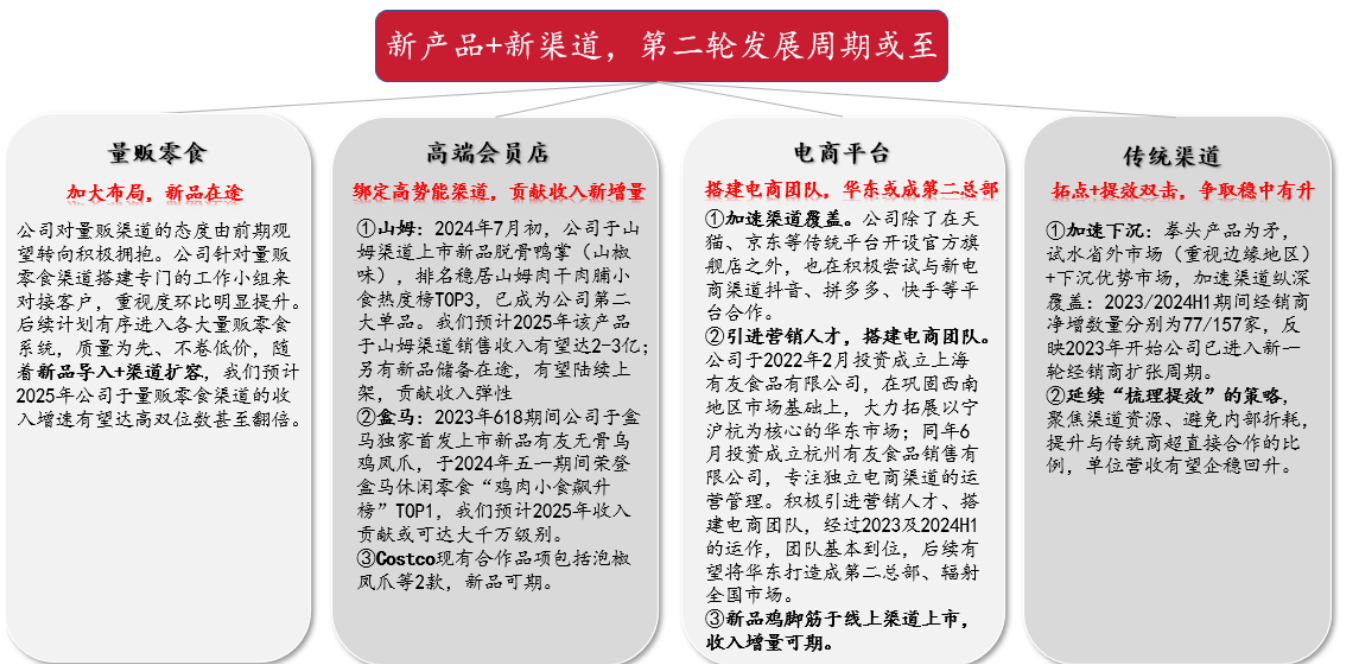 新产品+新渠道，第二轮发展周期或至
量贩零食
加大布局，新品在途
公司对量贩渠道的态度由前期观
望转向积极拥抱。公司针对量贩
零食渠道搭建专门的工作小组来
对接客户，重视度环比明显提升。
后续计划有序进入各大量贩零食
系统，质量为先、不卷低价，随
着新品导入+渠道扩容，我们预计
2025年公司于量贩零食渠道的收
入增速有望达高双位数甚至翻倍。
高端会员店
绑定高势能渠道，贡献收入新增量
①山姆：2024年7月初，公司于山
姆渠道上市新品脱骨鸭掌（山椒
味），排名稳居山姆肉干肉脯小
食热度榜TOP3，已成为公司第二
大单品。我们预计2025年该产品
于山姆渠道销售收入有望达2-3亿；
另有新品储备在途，有望陆续上
架，贡献收入弹性
②盒马：2023年618期间公司于盒
马独家首发上市新品有友无骨乌
鸡凤爪，于2024年五一期间荣登
盒马休闲零食“鸡肉小食飙升
榜”TOP1，我们预计2025年收入
贡献或可达大千万级别。
③Costco现有合作品项包括泡椒
凤爪等2款，新品可期。
电商平台
搭建电商团队，华东或成第二总部
①加速渠道覆盖。公司除了在天
猫、京东等传统平台开设官方旗
舰店之外，也在积极尝试与新电
商渠道抖音、拼多多、快手等平
台合作。
②引进营销人才，搭建电商团队。
公司于2022年2月投资成立上海
有友食品有限公司，在巩固西南
地区市场基础上，大力拓展以宁
沪杭为核心的华东市场；同年6
月投资成立杭州有友食品销售有
限公司，专注独立电商渠道的运
营管理。积极引进营销人才、搭
建电商团队，经过2023及2024H1
的运作，团队基本到位，后续有
望将华东打造成第二总部、辐射
全国市场。
③新品鸡脚筋于线上渠道上市，
收入增量可期。
传统渠道
拓点+提效双击，争取稳中有升
①加速下沉：拳头产品为矛，
试水省外市场（重视边缘地区）
+下沉优势市场，加速渠道纵深
覆盖：2023/2024H1期间经销商
净增数量分别为77/157家，反
映2023年开始公司已进入新一
轮经销商扩张周期。
②延续“梳理提效”的策略，
聚焦渠道资源、避免内部折耗，
提升与传统商超直接合作的比
例，单位营收有望企稳回升。